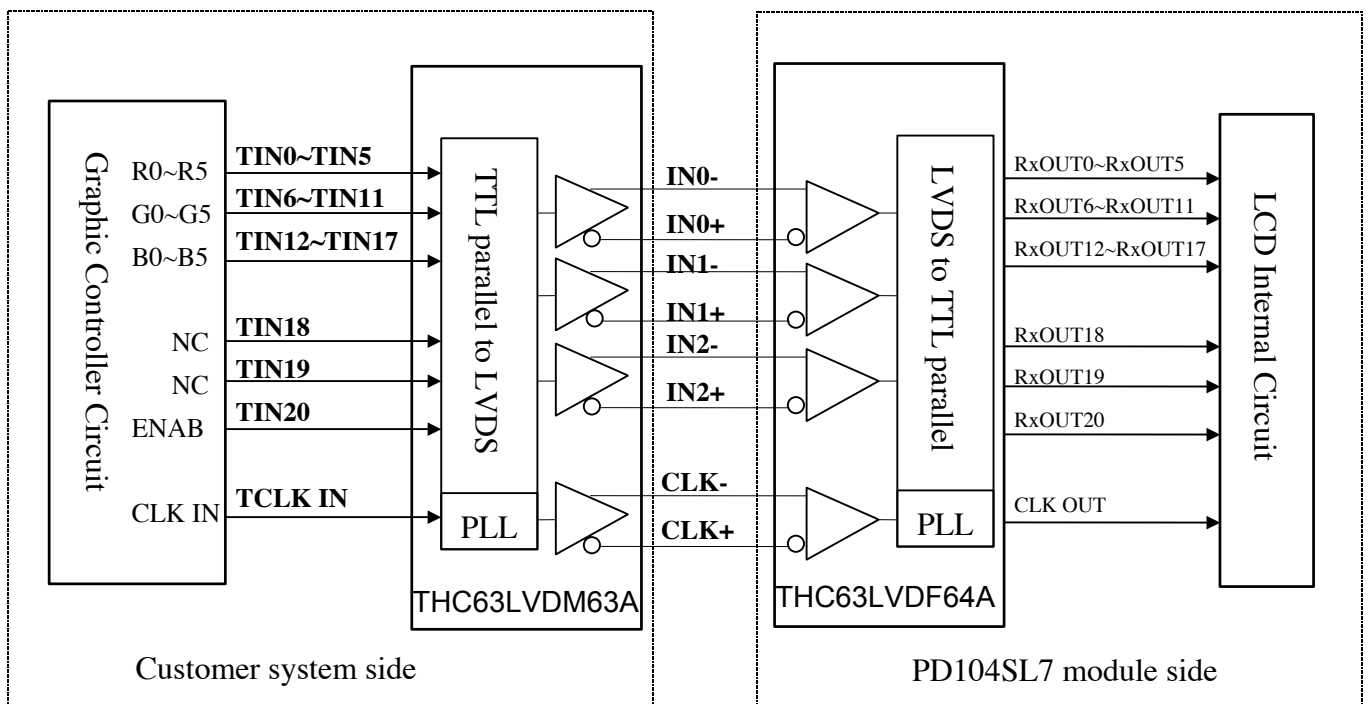 Graphic Controller Circuit
R0~R5
G0~G5
B0~B5
NC
NC
ENAB
CLK IN
TIN0~TIN5
TIN6~TIN11
TIN12~TIN17
TIN18
TIN19
TIN20
TCLK IN
TTL parallel to LVDS
PLL
THC63LVDM63A
IN0-
IN0+
IN1-
IN1+
IN2-
IN2+
CLK-
CLK+
LVDS to TTL parallel
PLL
THC63LVDF64A
RxOUT0~RxOUT5
RxOUT6~RxOUT11
RxOUT12~RxOUT17
RxOUT18
RxOUT19
RxOUT20
CLK OUT
LCD Internal Circuit
Customer system side
PD104SL7 module side